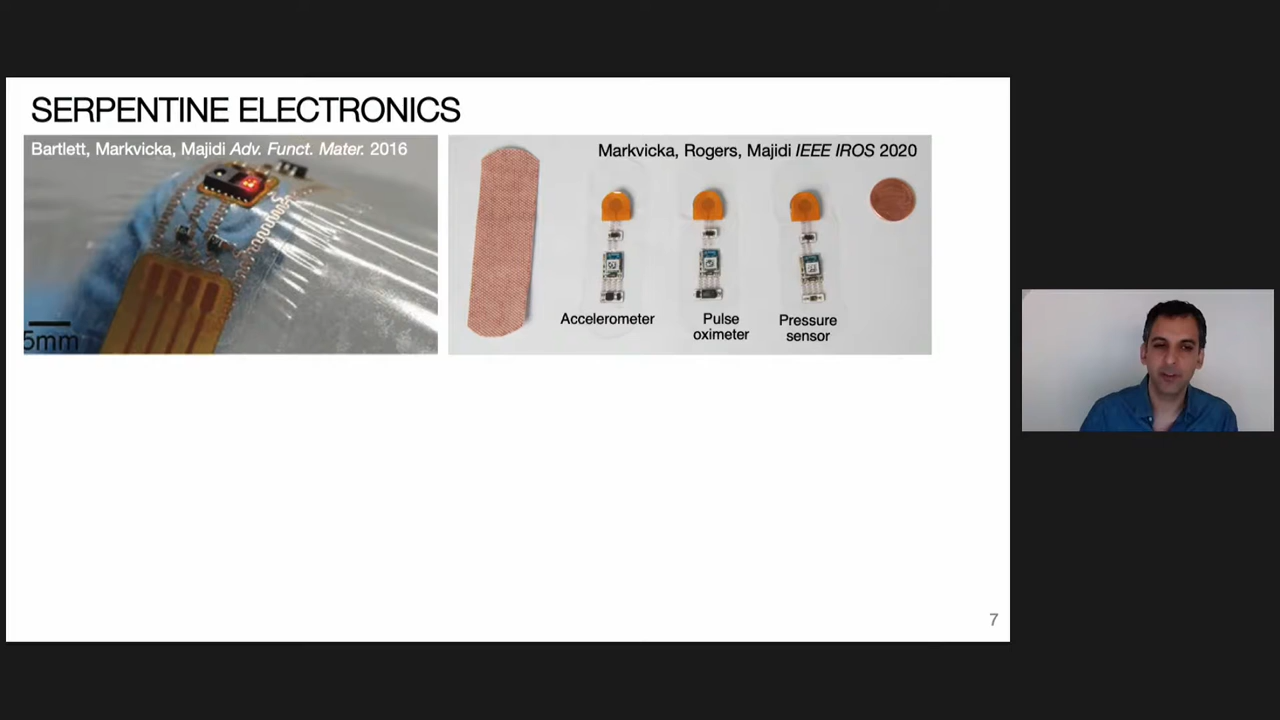 SERPENTINE ELECTRONICS
Bartlett, Markvicka, Majidi Adv. Funct. Mater. 2016
5mm
Markvicka, Rogers, Majidi IEEE IROS 2020
Accelerometer
Pulse
oximeter
Pressure
sensor
7